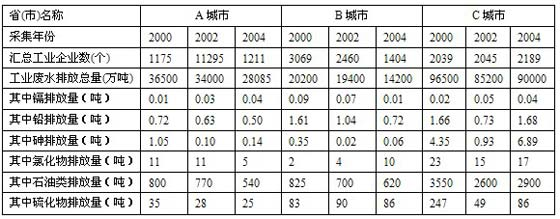 省(市)名称 A 城市 B 城市 C 城市
采集年份 2000 2002 2004 2000 2002 2004 2000 2002 2004
汇总工业企业数(个) 1175 11295 1211 3069 2460 1404 2039 2045 2189
工业废水排放总量(万吨) 36500 34000 28085 20200 19400 14200 96500 85200 90000
其中镉排放量(吨) 0.01 0.03 0.04 0.09 0.07 0.01 0.02 0.05 0.04
其中铅排放量(吨) 0.72 0.63 0.50 1.61 1.04 0.72 1.66 0.73 1.68
其中砷排放量(吨) 1.05 0.10 0.14 0.35 0.02 0.06 4.35 0.93 6.89
其中氯化物排放量(吨) 11 11 5 2 4 10 23 15 17
其中石油类排放量(吨) 800 770 540 825 700 620 3550 2600 2900
其中硫化物排放量(吨) 35 28 25 83 90 86 247 49 86